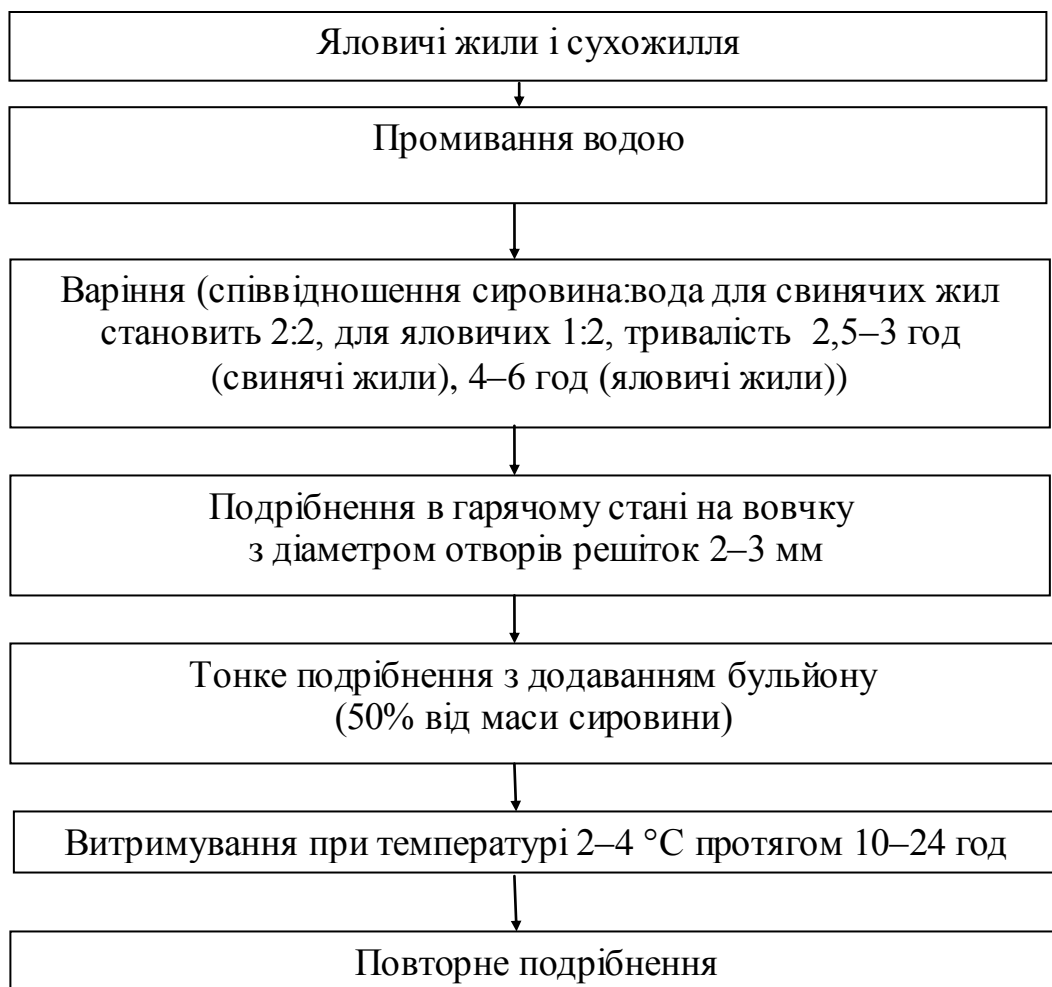 Яловичі жили і сухожилля
Промивання водою
Варіння (співвідношення сировина:вода для свинячих жил
становить 2:2, для яловичих 1:2, тривалість 2,5–3 год
(свинячі жили), 4–6 год (яловичі жили))
Подрібнення в гарячому стані на вовчку
з діаметром отворів решіток 2–3 мм
Тонке подрібнення з додаванням бульйону
(50% від маси сировини)
Витримування при температурі 2–4 °С протягом 10–24 год
Повторне подрібнення